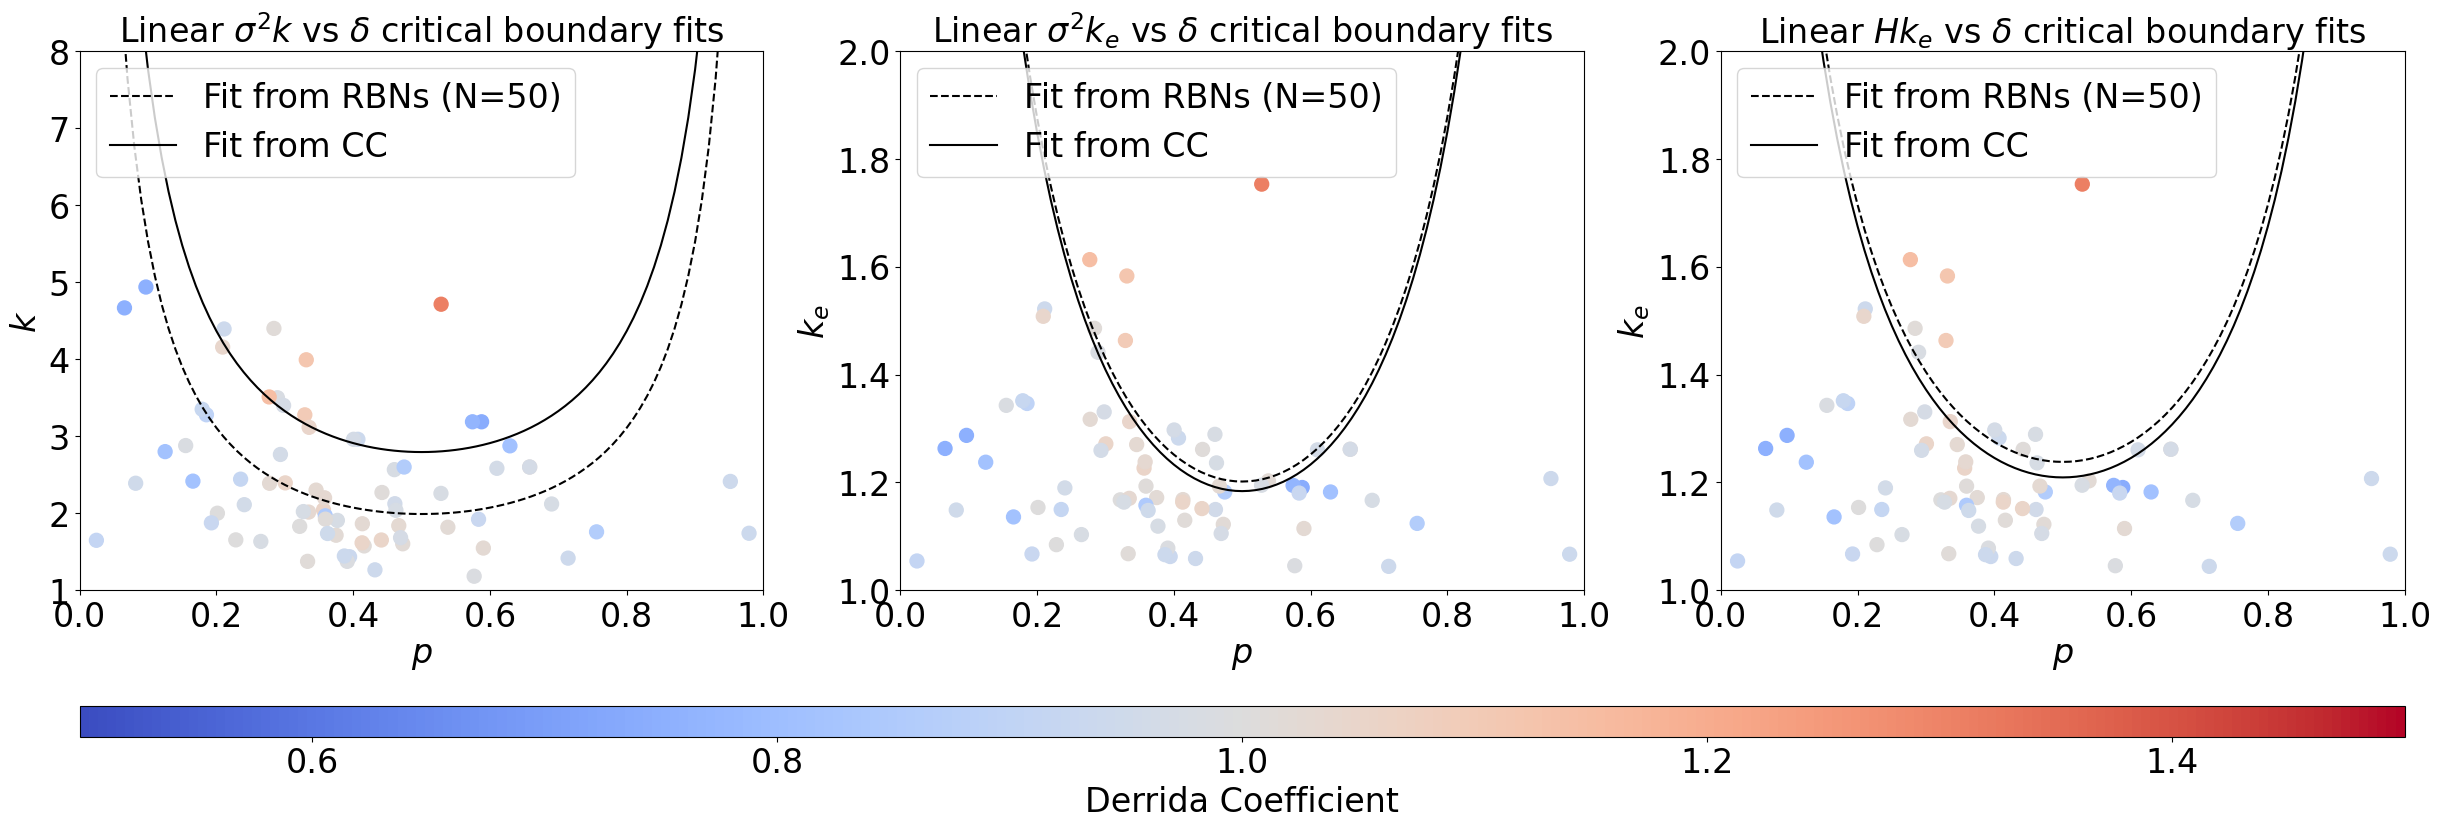 Linear σ²k vs δ critical boundary fits
Fit from RBNs (N=50)
Fit from CC
8
7
6
5
4
3
2
1
k
0.0 0.2 0.4 0.6 0.8 1.0
p
Linear σ²kₑ vs δ critical boundary fits
Fit from RBNs (N=50)
Fit from CC
2.0
1.8
1.6
1.4
1.2
1.0
kₑ
0.0 0.2 0.4 0.6 0.8 1.0
p
Linear Hkₑ vs δ critical boundary fits
Fit from RBNs (N=50)
Fit from CC
2.0
1.8
1.6
1.4
1.2
1.0
kₑ
0.0 0.2 0.4 0.6 0.8 1.0
p
0.6 0.8 1.0 1.2 1.4
Derrida Coefficient